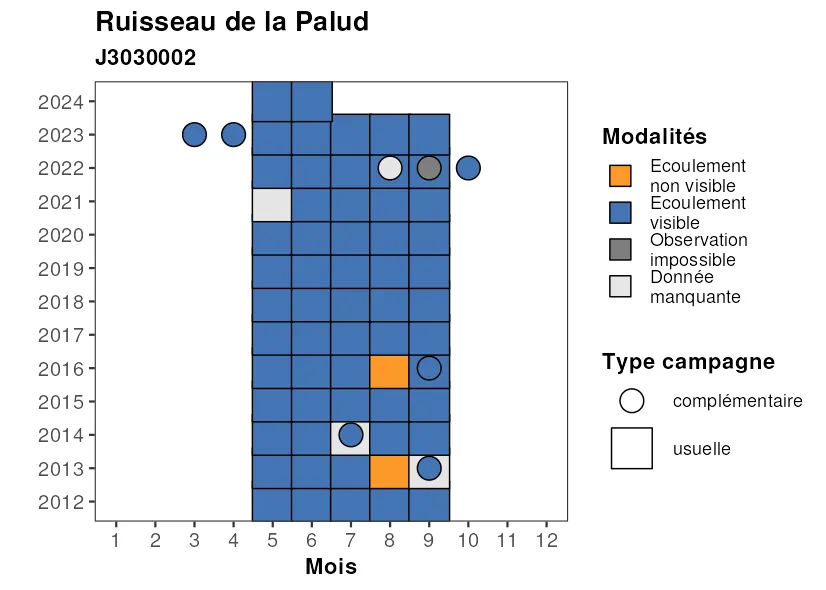 Ruisseau de la Palud
J3030002
2024
2023
2022
2021
2020
2019
2018
2017
2016
2015
2014
2013
2012
1 2 3 4 5 6 7 8 9 10 11 12
Mois
Modalités
Ecoulement
non visible
Ecoulement
visible
Observation
impossible
Donnée
manquante
Type campagne
complémentaire
usuelle